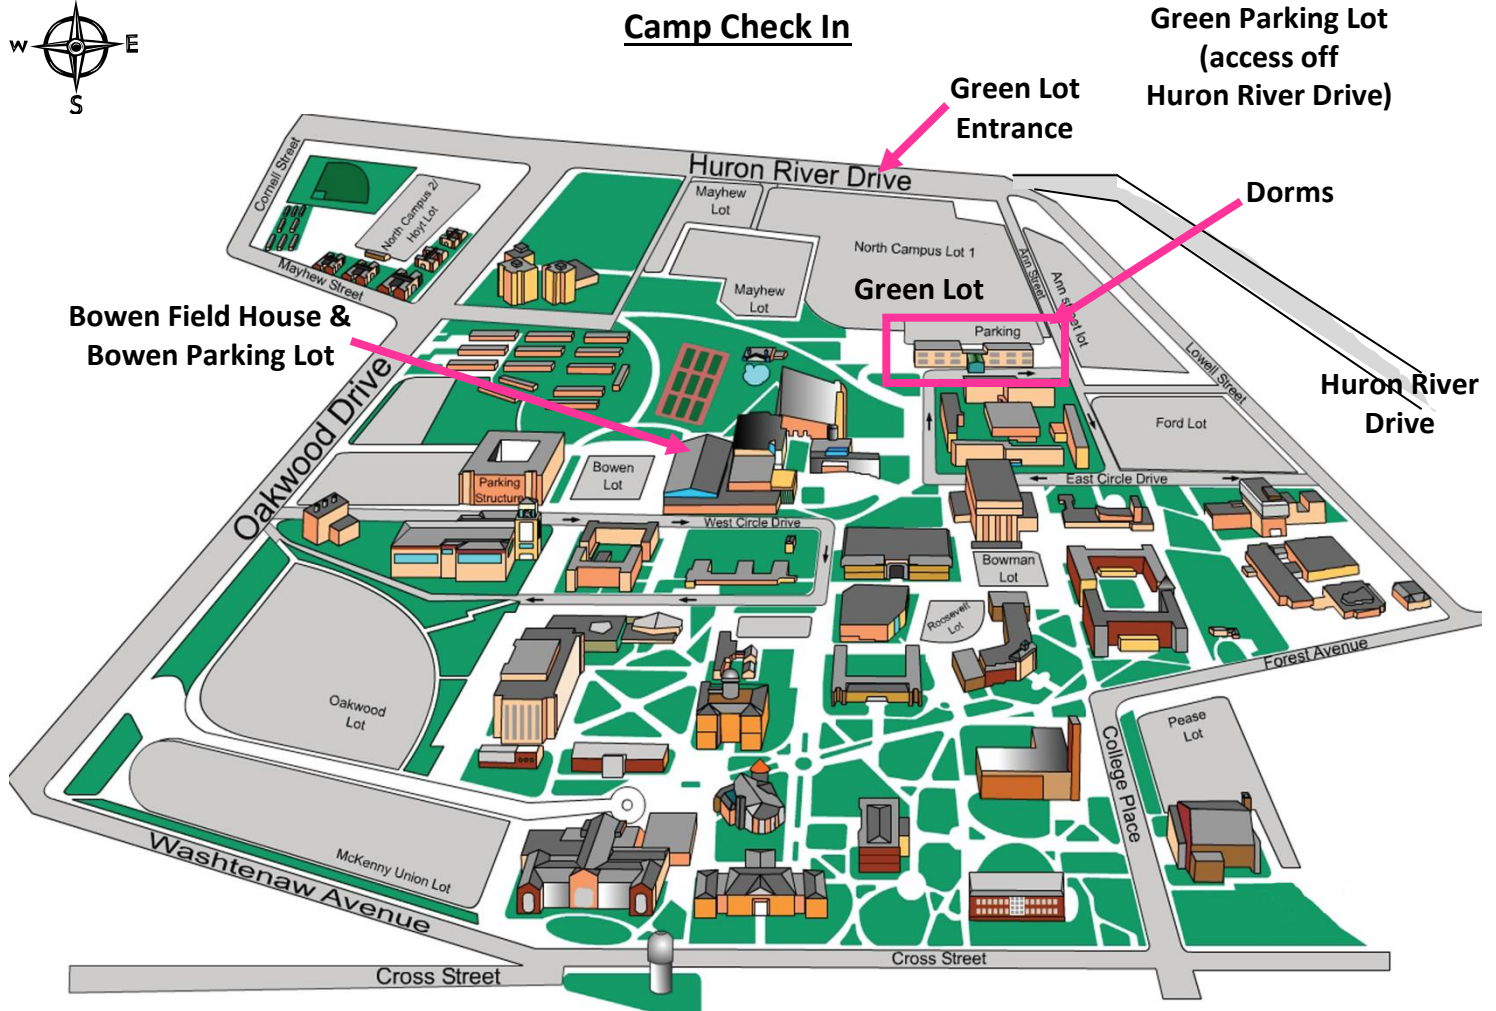 W
E
S
Camp Check In
Green Parking Lot
(access off
Huron River Drive)
Green Lot
Entrance
Dorms
Huron River Drive
Cornell Street
North Campus 2/
Hoyt Lot
Mayhew Street
Mayhew
Lot
Mayhew
Lot
North Campus Lot 1
Ann Street
Ann street lot
Green Lot
Parking
Lowell Street
Huron River
Drive
Bowen Field House &
Bowen Parking Lot
Oakwood Drive
Ford Lot
Bowen
Lot
Parking
Structure
East Circle Drive
West Circle Drive
Bowman
Lot
Roosevelt
Lot
Forest Avenue
Oakwood
Lot
Pease
Lot
College Place
McKenny Union Lot
Washtenaw Avenue
Cross Street
Cross Street